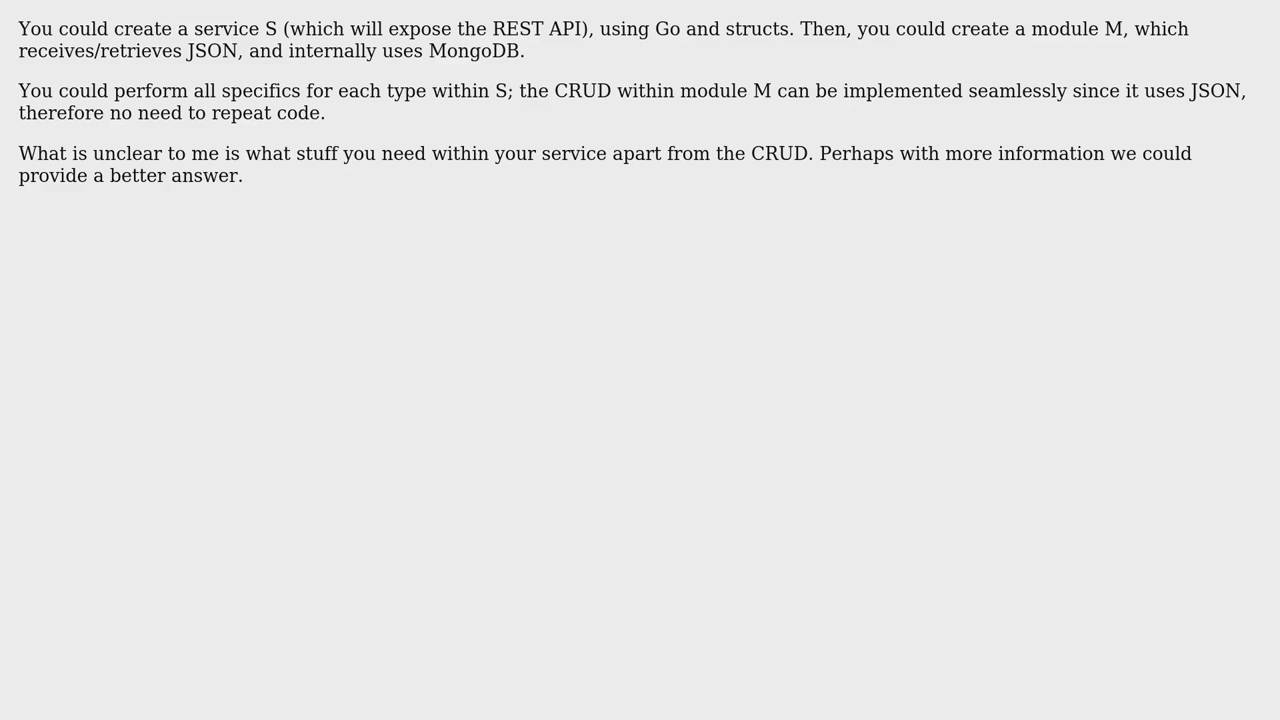 You could create a service S (which will expose the REST API), using Go and structs. Then, you could create a module M, which
receives/retrieves JSON, and internally uses MongoDB.
You could perform all specifics for each type within S; the CRUD within module M can be implemented seamlessly since it uses JSON,
therefore no need to repeat code.
What is unclear to me is what stuff you need within your service apart from the CRUD. Perhaps with more information we could
provide a better answer.